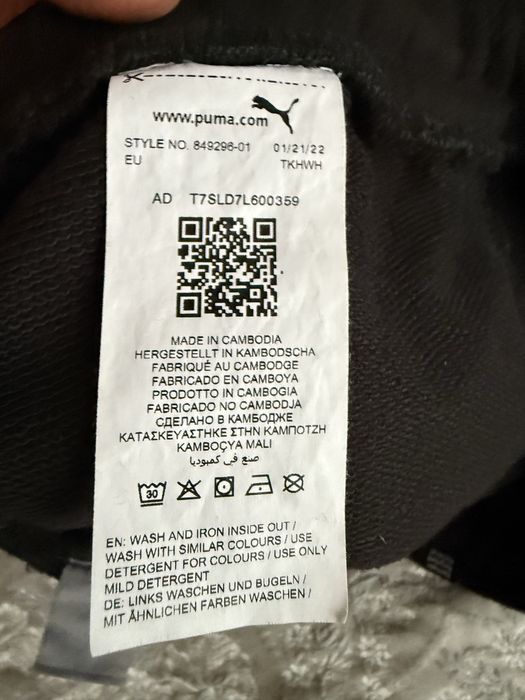 www.puma.com
STYLE NO. 849296-01 01/21/22
EU TKHWH
AD T7SLD7L600359
MADE IN CAMBODIA
HERGESTELLT IN KAMBODSCHA
FABRIQUÉ AU CAMBODGE
FABRICADO EN CAMBOYA
PRODOTTO IN CAMBOGIA
FABRICADO NO CAMBODJA
СДЕЛАНО В КАМБОДЖЕ
ΚΑΤΑΣΚΕΥΑΣΤΗΚΕ ΣΤΗΝ ΚΑΜΠΟΤΖΗ
KAMBOÇYA MALI
صنع في كمبوديا
30
EN: WASH AND IRON INSIDE OUT /
WASH WITH SIMILAR COLOURS / USE
DETERGENT FOR COLOURS / USE ONLY
MILD DETERGENT
DE: LINKS WASCHEN UND BÜGELN /
MIT ÄHNLICHEN FARBEN WASCHEN /